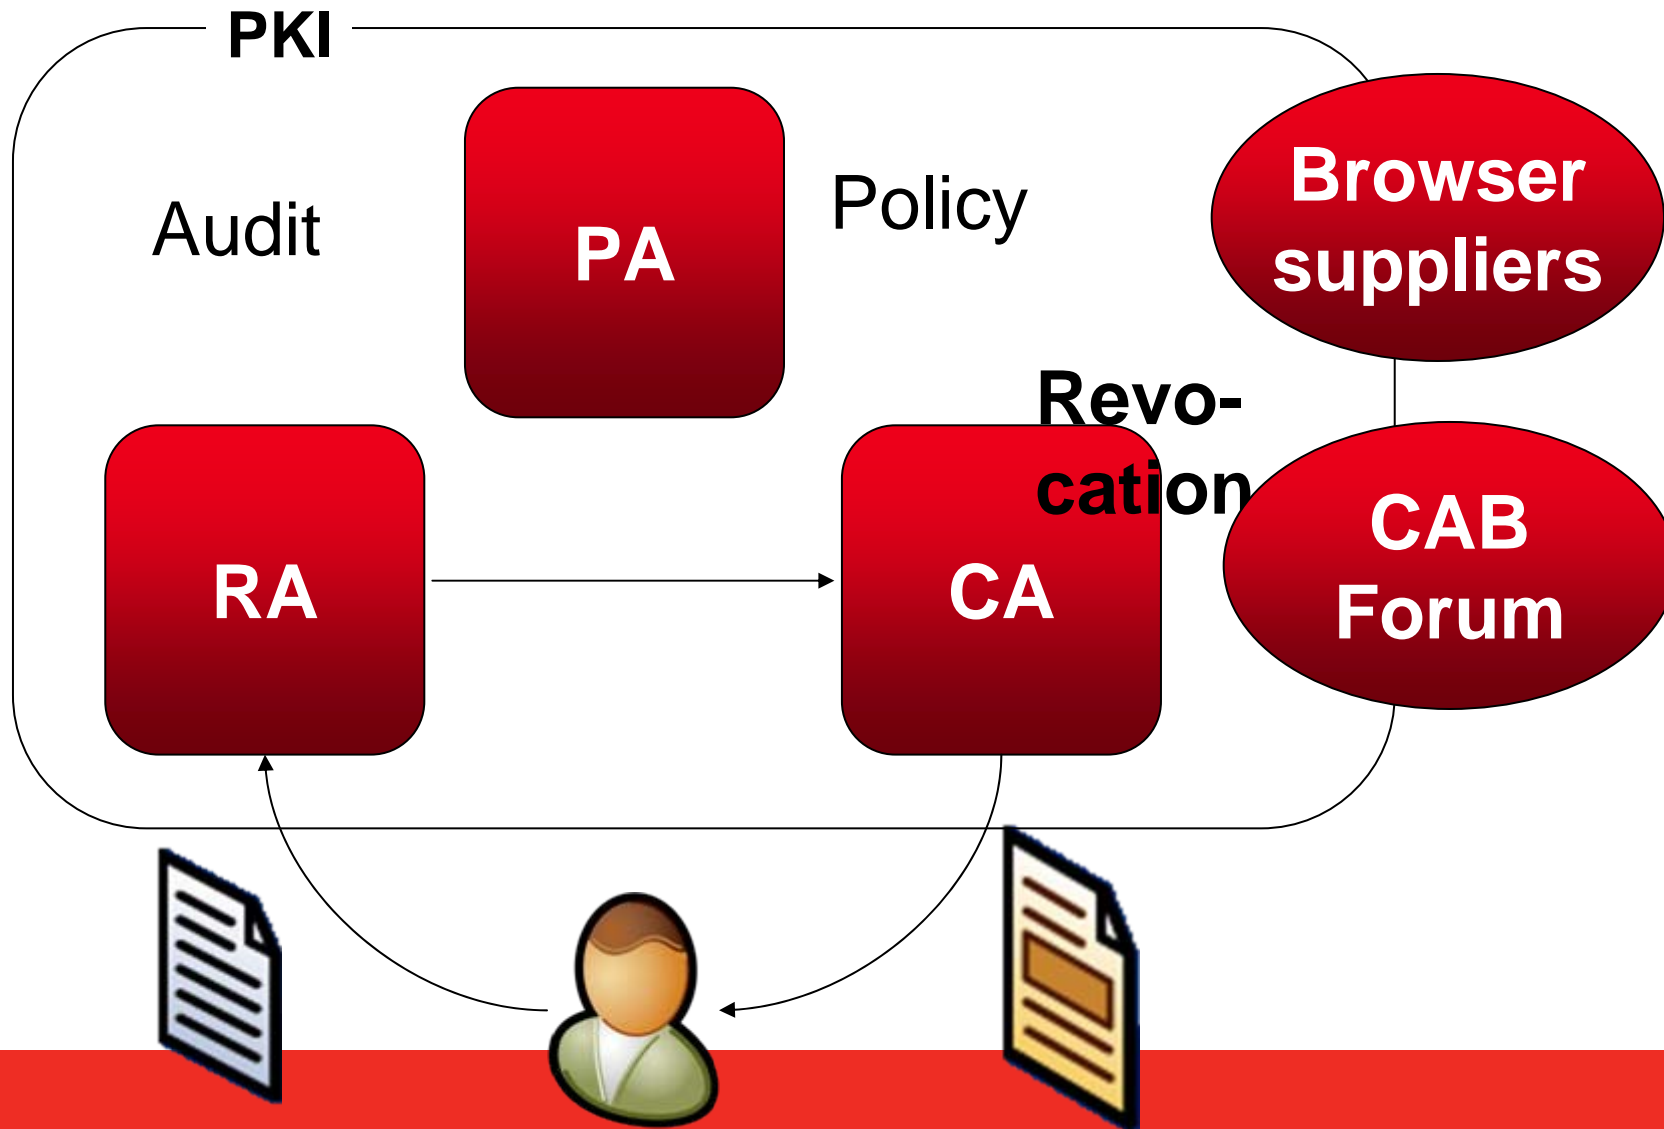 PKI
Audit
PA
Policy
Browser
suppliers
Revo-
cation
RA
CA
CAB
Forum